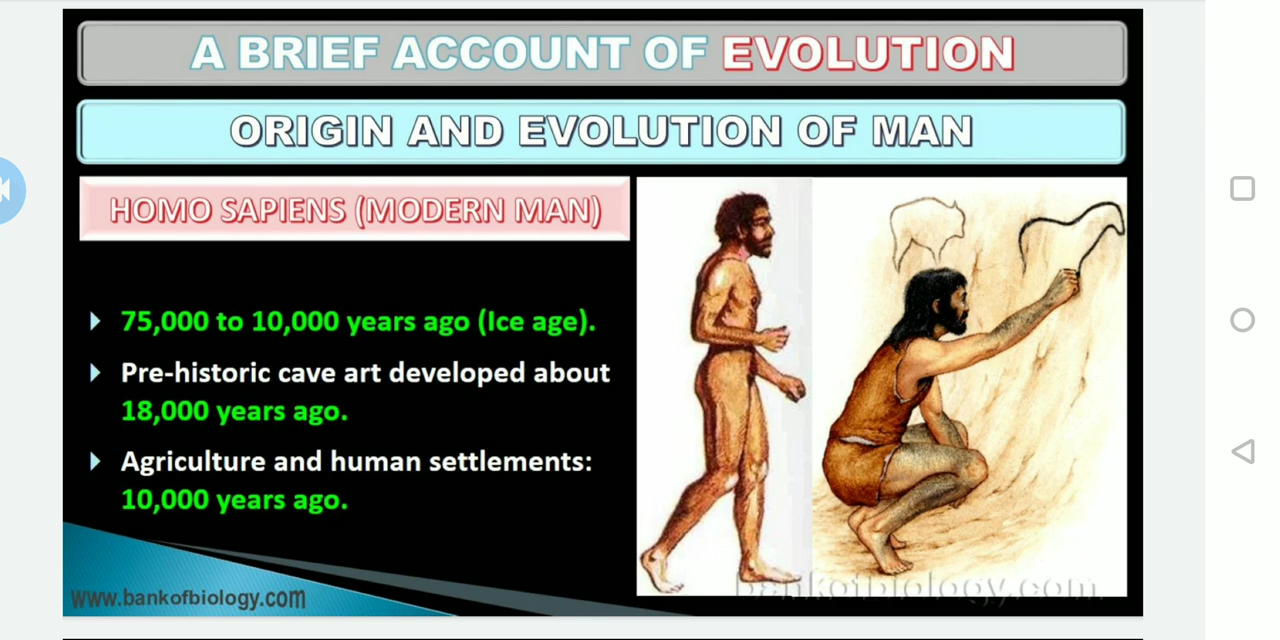 A BRIEF ACCOUNT OF EVOLUTION
ORIGIN AND EVOLUTION OF MAN
HOMO SAPIENS (MODERN MAN)
75,000 to 10,000 years ago (Ice age).
Pre-historic cave art developed about
18,000 years ago.
Agriculture and human settlements:
10,000 years ago.
www.bankofbiology.com
bankofbiology.com